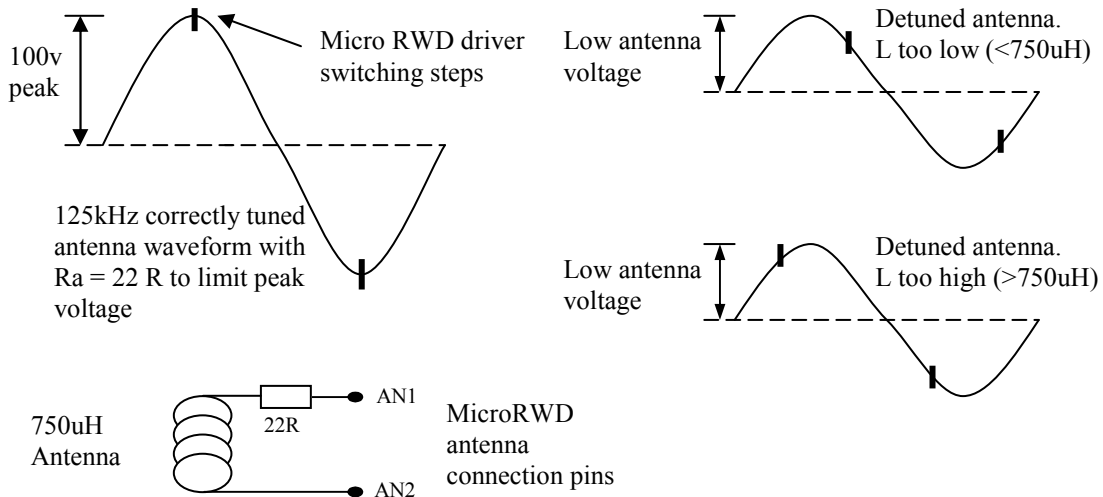 100v
peak
Micro RWD driver
switching steps
125kHz correctly tuned
antenna waveform with
Ra = 22 R to limit peak
voltage
Low antenna
voltage
Detuned antenna.
L too low (<750uH)
Low antenna
voltage
Detuned antenna.
L too high (>750uH)
750uH
Antenna
22R
AN1
AN2
MicroRWD
antenna
connection pins